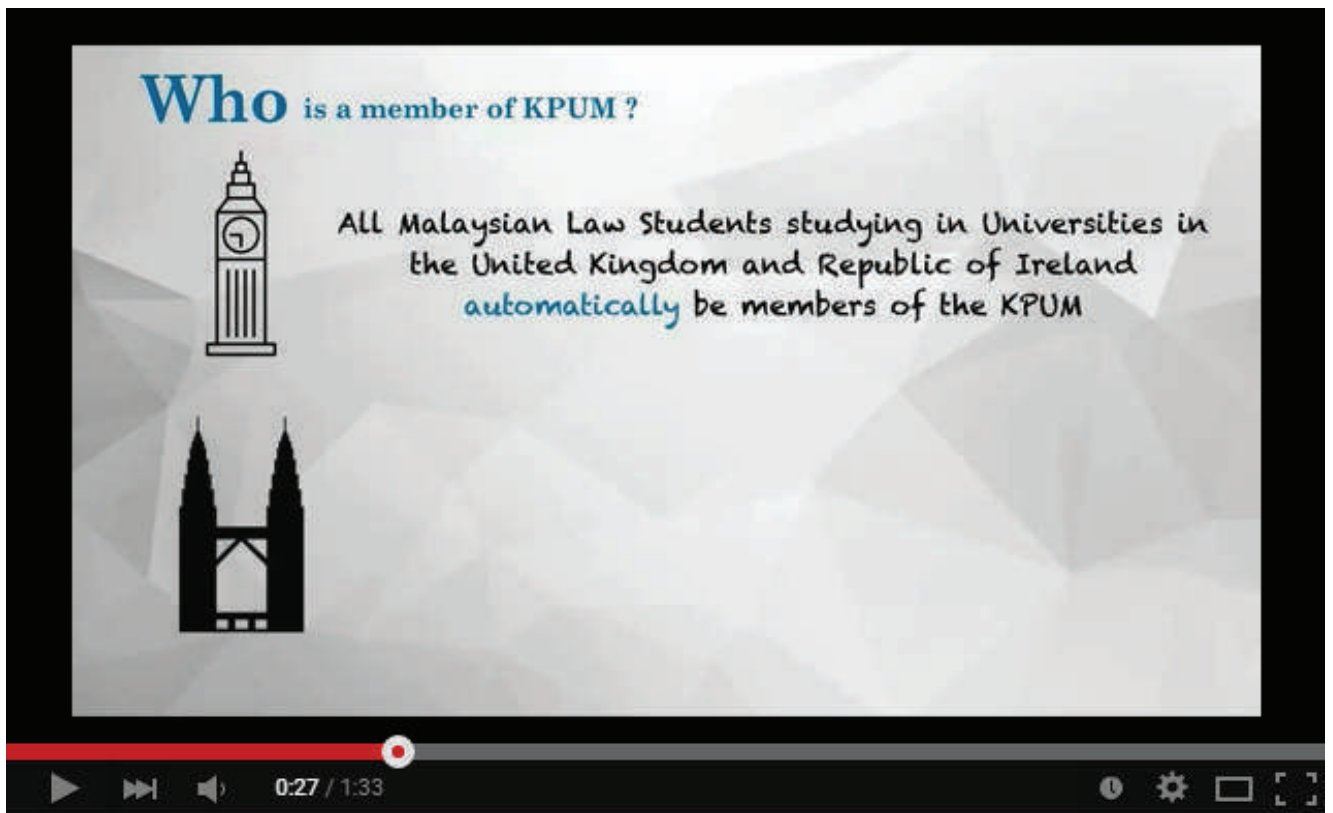 Who is a member of KPUM ?
All Malaysian Law Students studying in Universities in
the United Kingdom and Republic of Ireland
automatically be members of the KPUM
0:27 / 1:33